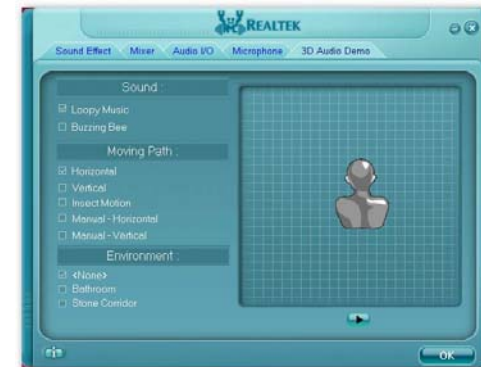 REALTEK
Sound Effect Mixer Audio I/O Microphone 3D Audio Demo
Sound :
Loopy Music
Buzzing Bee
Moving Path :
Horizontal
Vertical
Insect Motion
Manual - Horizontal
Manual - Vertical
Environment :
<None>
Bathroom
Stone Corridor
OK